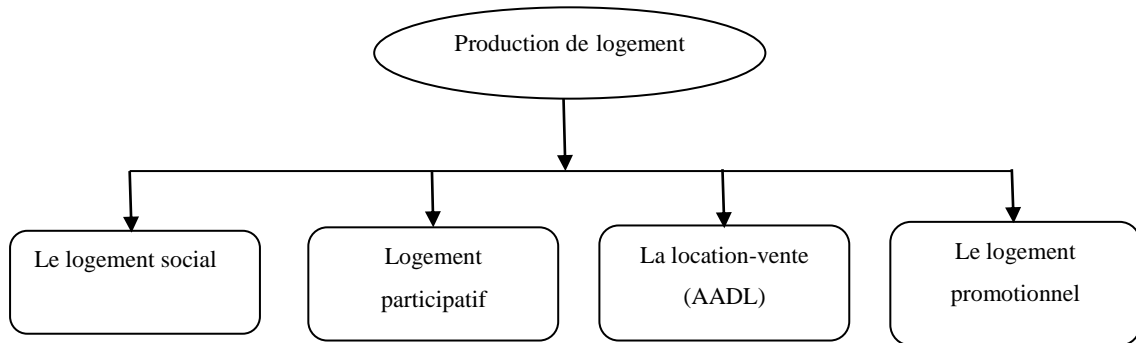 Production de logement
Le logement social
Logement
participatif
La location-vente
(AADL)
Le logement
promotionnel